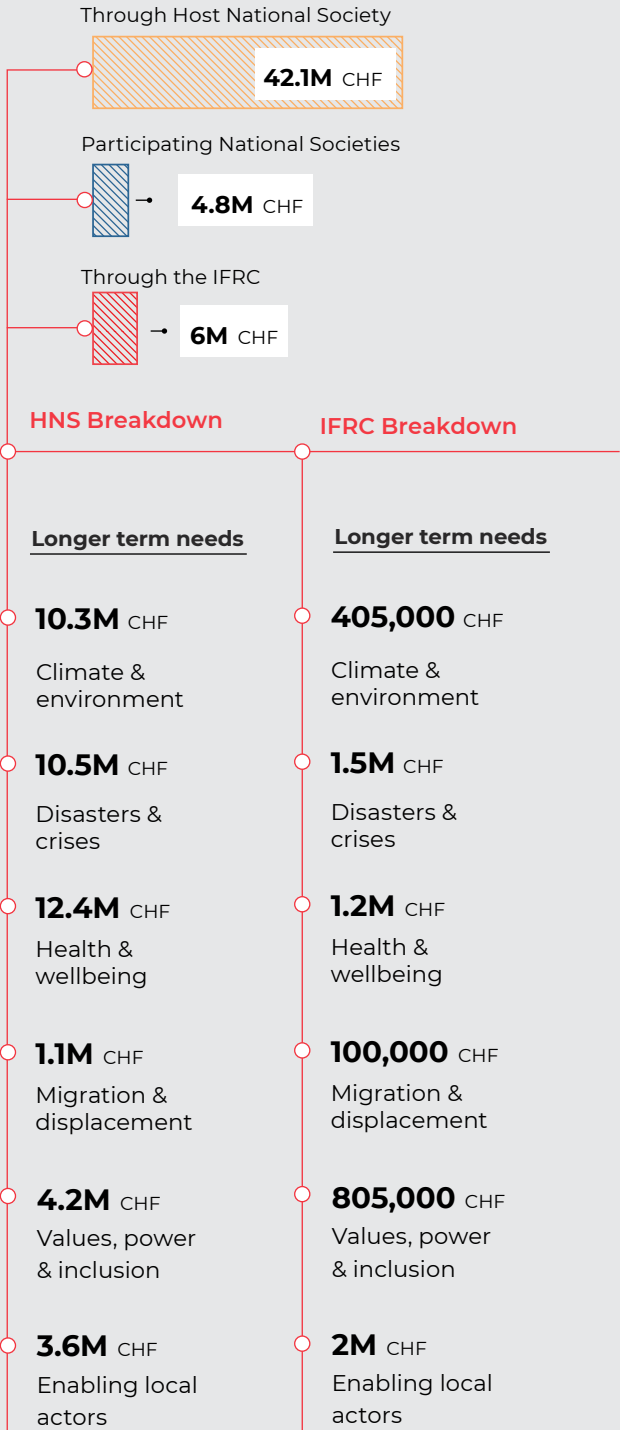 Through Host National Society
42.1M CHF
Participating National Societies
4.8M CHF
Through the IFRC
6M CHF
HNS Breakdown
Longer term needs
10.3M CHF
Climate &
environment
10.5M CHF
Disasters &
crises
12.4M CHF
Health &
wellbeing
1.1M CHF
Migration &
displacement
4.2M CHF
Values, power
& inclusion
3.6M CHF
Enabling local
actors
IFRC Breakdown
Longer term needs
405,000 CHF
Climate &
environment
1.5M CHF
Disasters &
crises
1.2M CHF
Health &
wellbeing
100,000 CHF
Migration &
displacement
805,000 CHF
Values, power
& inclusion
2M CHF
Enabling local
actors